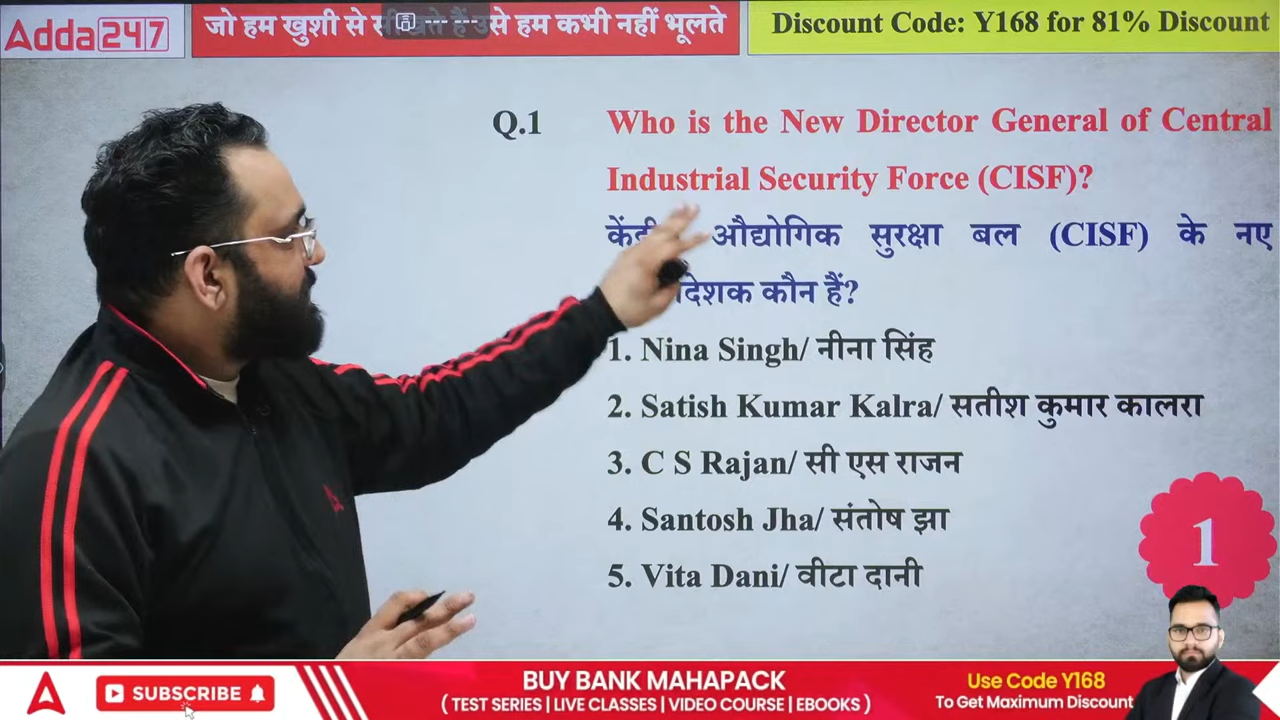 Adda247
जो हम खुशी से से हम कभी नहीं भूलते
Discount Code: Y168 for 81% Discount
Q.1
Who is the New Director General of Central
Industrial Security Force (CISF)?
औद्योगिक सुरक्षा बल (CISF) के नए
कौन हैं?
1. Nina Singh/ नीना सिंह
2. Satish Kumar Kalra/ सतीश कुमार कालरा
3. C S Rajan/ सी एस राजन
4. Santosh Jha/ संतोष झा
5. Vita Dani/ वीटा दानी
1
SUBSCRIBE
BUY BANK MAHAPACK
( TEST SERIES | LIVE CLASSES | VIDEO COURSE | EBOOKS )
Use Code Y168
To Get Maximum Discount